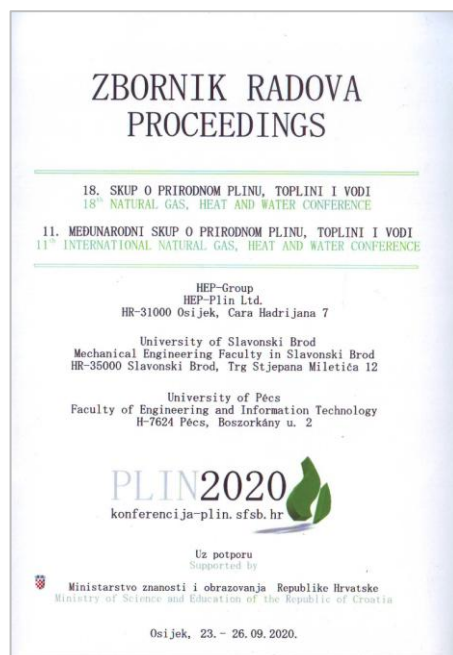 ZBORNIK RADOVA
PROCEEDINGS
18. SKUP O PRIRODNOM PLINU, TOPLINI I VODI
18th NATURAL GAS, HEAT AND WATER CONFERENCE
11. MEĐUNARODNI SKUP O PRIRODNOM PLINU, TOPLINI I VODI
11th INTERNATIONAL NATURAL GAS, HEAT AND WATER CONFERENCE
HEP-Group
HEP-Plin Ltd.
HR-31000 Osijek, Cara Hadrijana 7
University of Slavonski Brod
Mechanical Engineering Faculty in Slavonski Brod
HR-35000 Slavonski Brod, Trg Stjepana Miletića 12
University of Pécs
Faculty of Engineering and Information Technology
H-7624 Pécs, Boszorkány u. 2
PLIN2020
konferencija-plin.sfsb.hr
Uz potporu
Supported by
Ministarstvo znanosti i obrazovanja Republike Hrvatske
Ministry of Science and Education of the Republic of Croatia
Osijek, 23.- 26.09.2020.